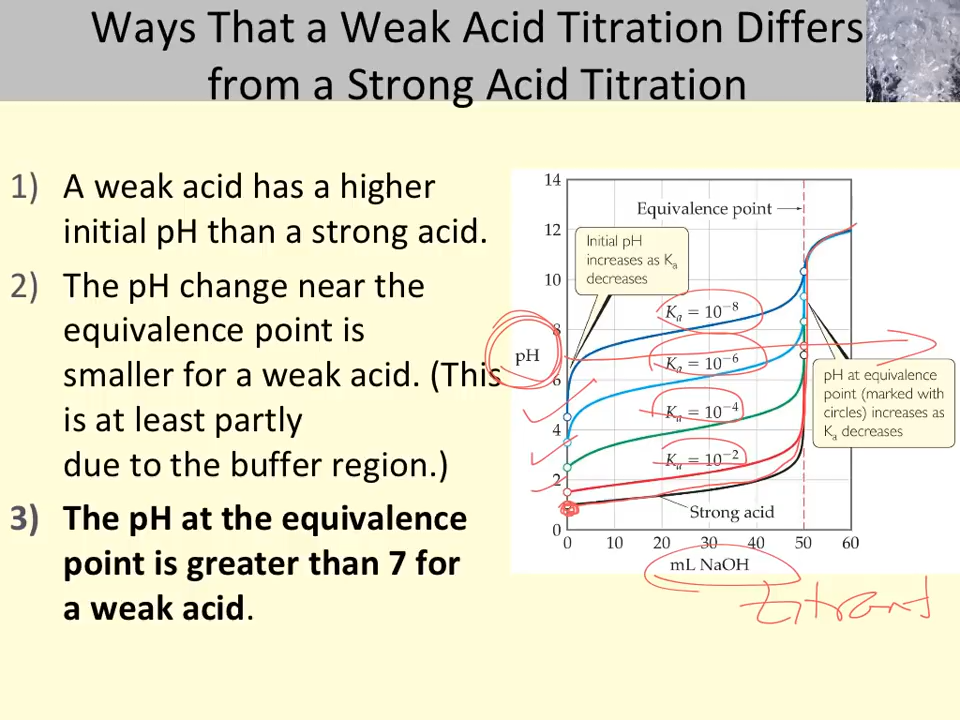 Ways That a Weak Acid Titration Differs
from a Strong Acid Titration
1) A weak acid has a higher
initial pH than a strong acid.
2) The pH change near the
equivalence point is
smaller for a weak acid. (This
is at least partly
due to the buffer region.)
3) The pH at the equivalence
point is greater than 7 for
a weak acid.
14
12
10
8
6
4
2
0
pH
Equivalence point
Initial pH
increases as Ka
decreases
Ka = 10⁻⁸
Ka = 10⁻⁶
Ka = 10⁻⁴
Ka = 10⁻²
Strong acid
pH at equivalence
point (marked with
circles) increases as
Ka decreases
0 10 20 30 40 50 60
mL NaOH
titrant